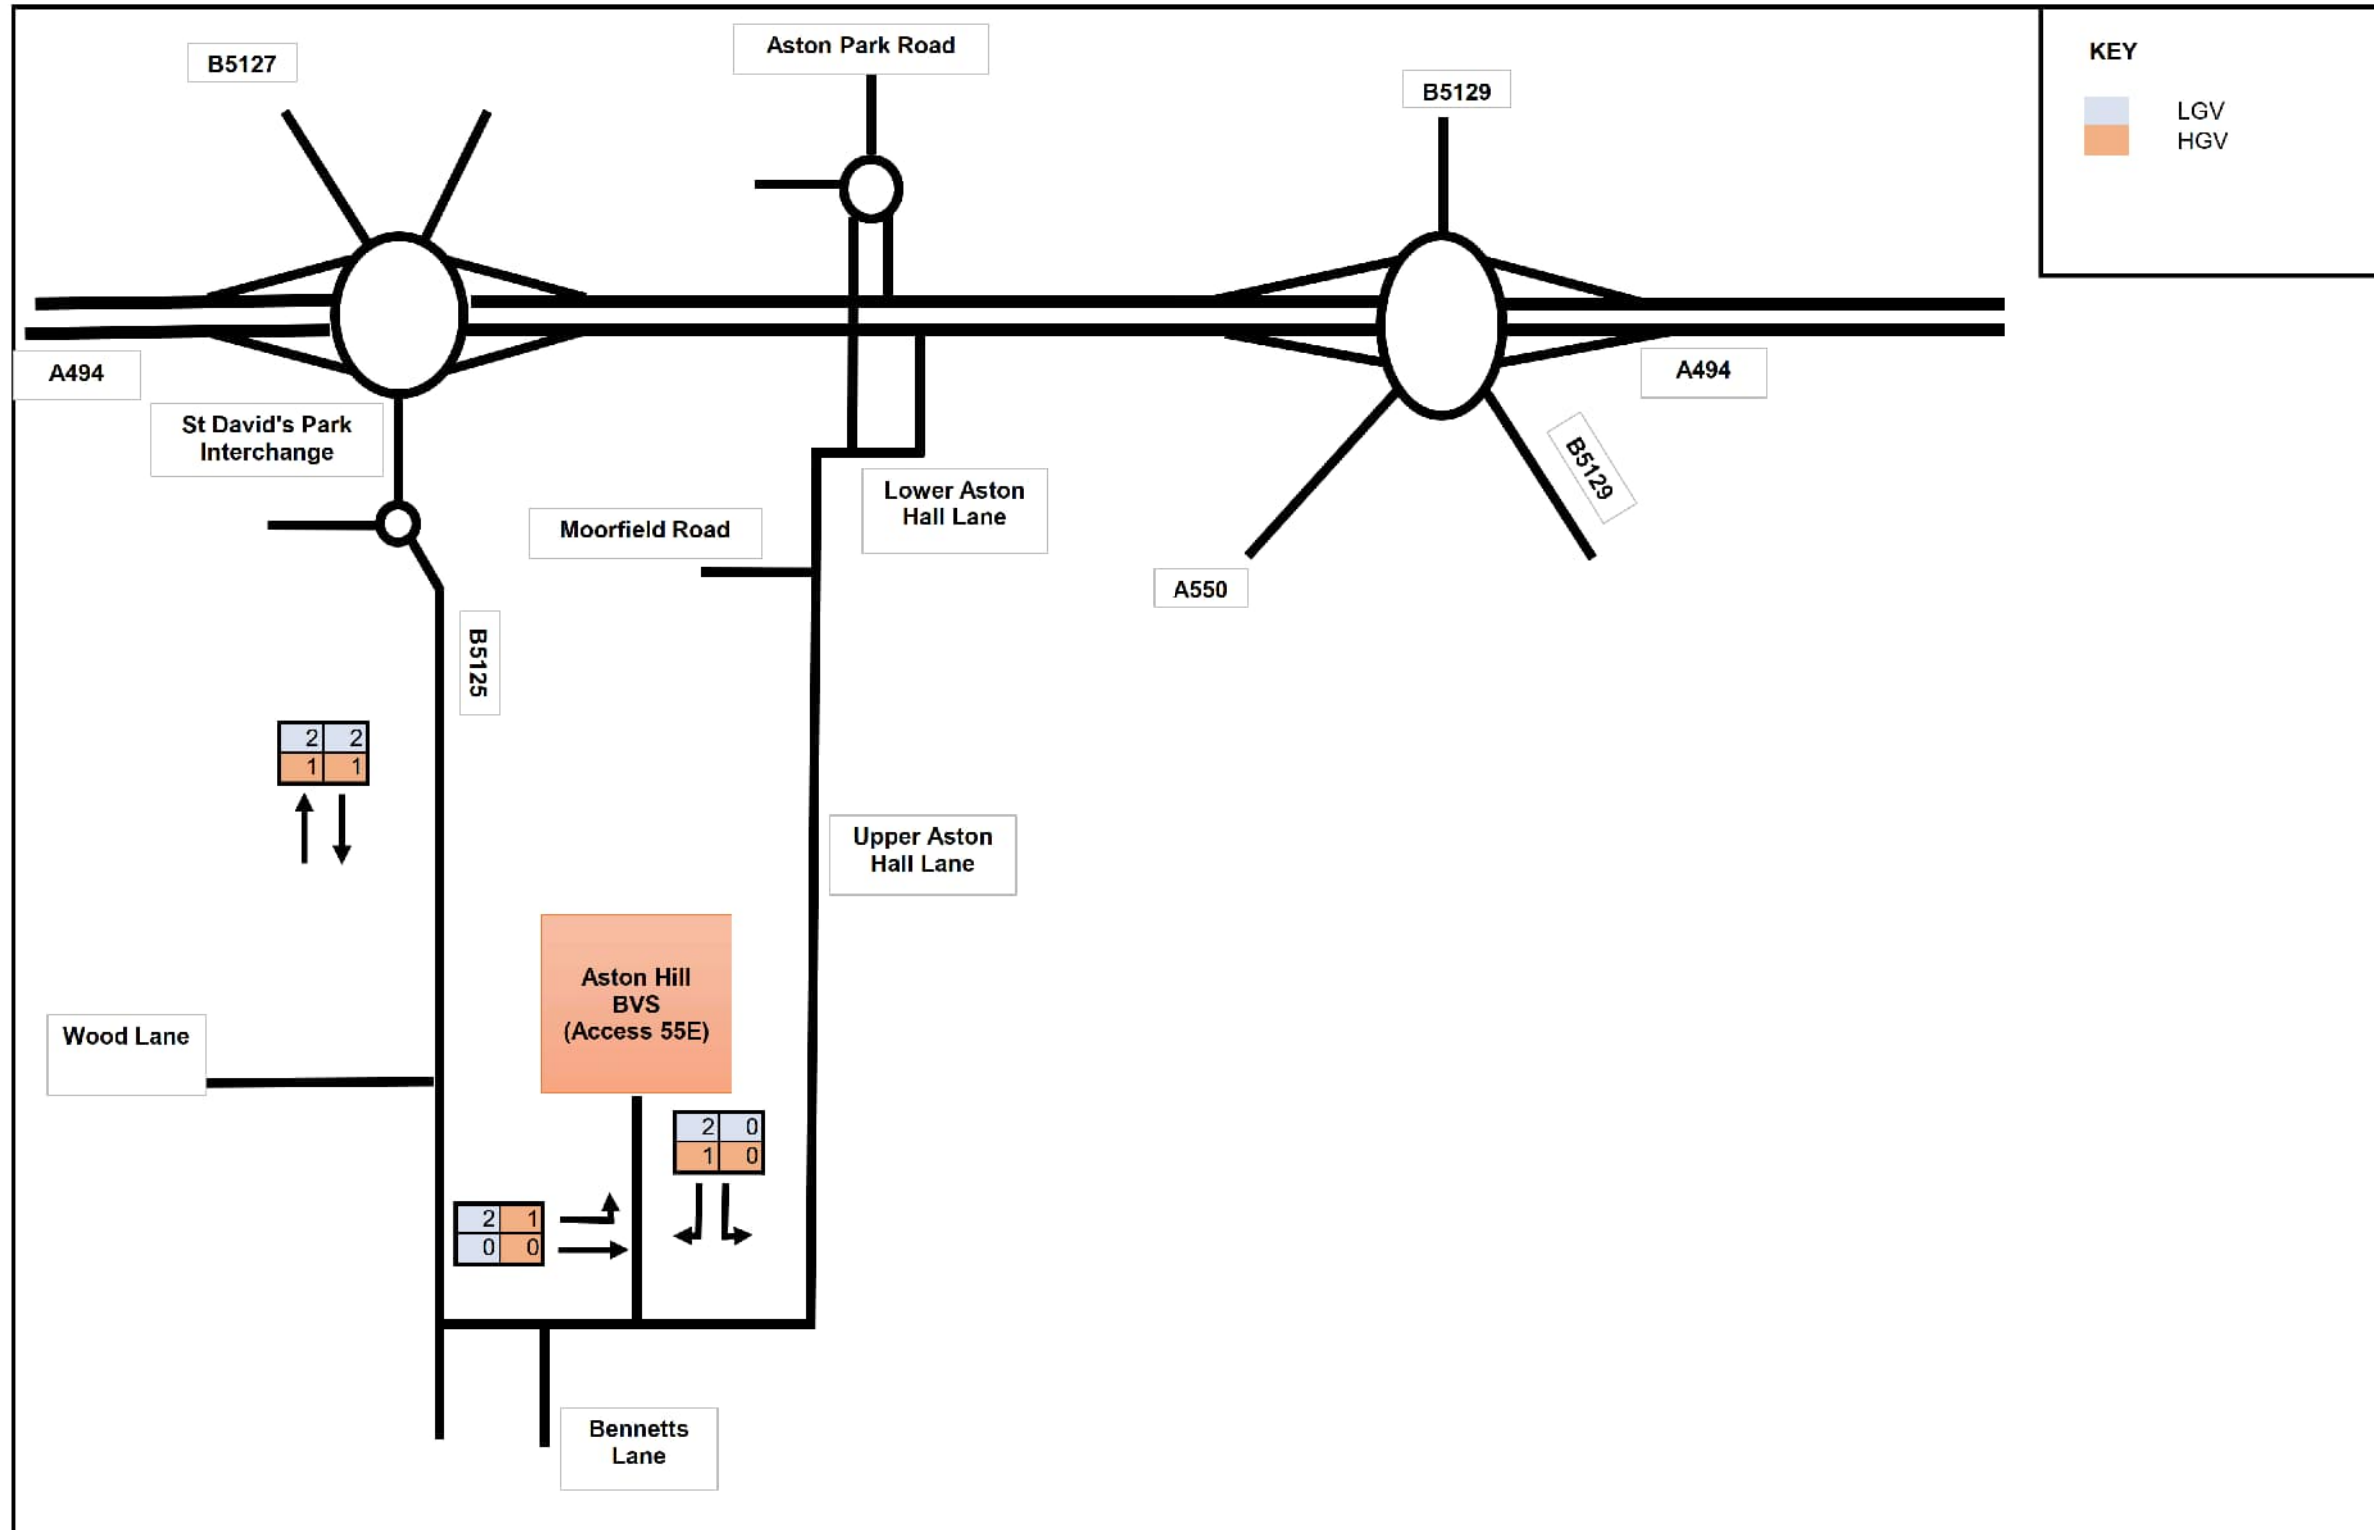 B5127
Aston Park Road
B5129
KEY
LGV
HGV
A494
St David's Park
Interchange
A494
B5129
Lower Aston
Hall Lane
Moorfield Road
A550
B5125
2 2
1 1
Upper Aston
Hall Lane
Aston Hill
BVS
(Access 55E)
Wood Lane
2 0
1 0
2 1
0 0
Bennetts
Lane